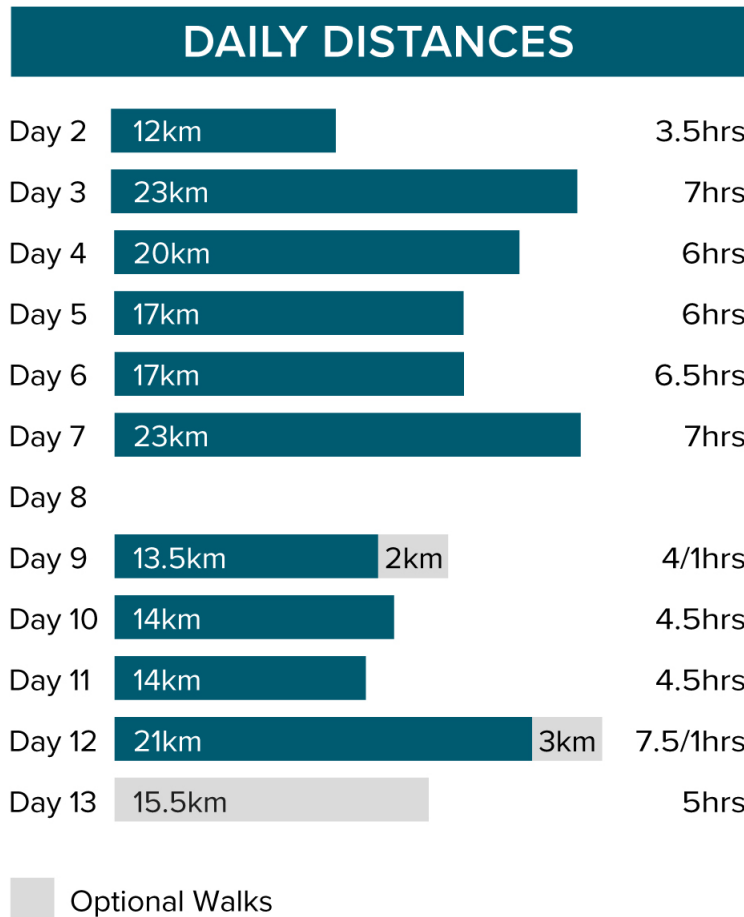 DAILY DISTANCES
Day 2 12km 3.5hrs
Day 3 23km 7hrs
Day 4 20km 6hrs
Day 5 17km 6hrs
Day 6 17km 6.5hrs
Day 7 23km 7hrs
Day 8
Day 9 13.5km 2km 4/1hrs
Day 10 14km 4.5hrs
Day 11 14km 4.5hrs
Day 12 21km 3km 7.5/1hrs
Day 13 15.5km 5hrs
Optional Walks